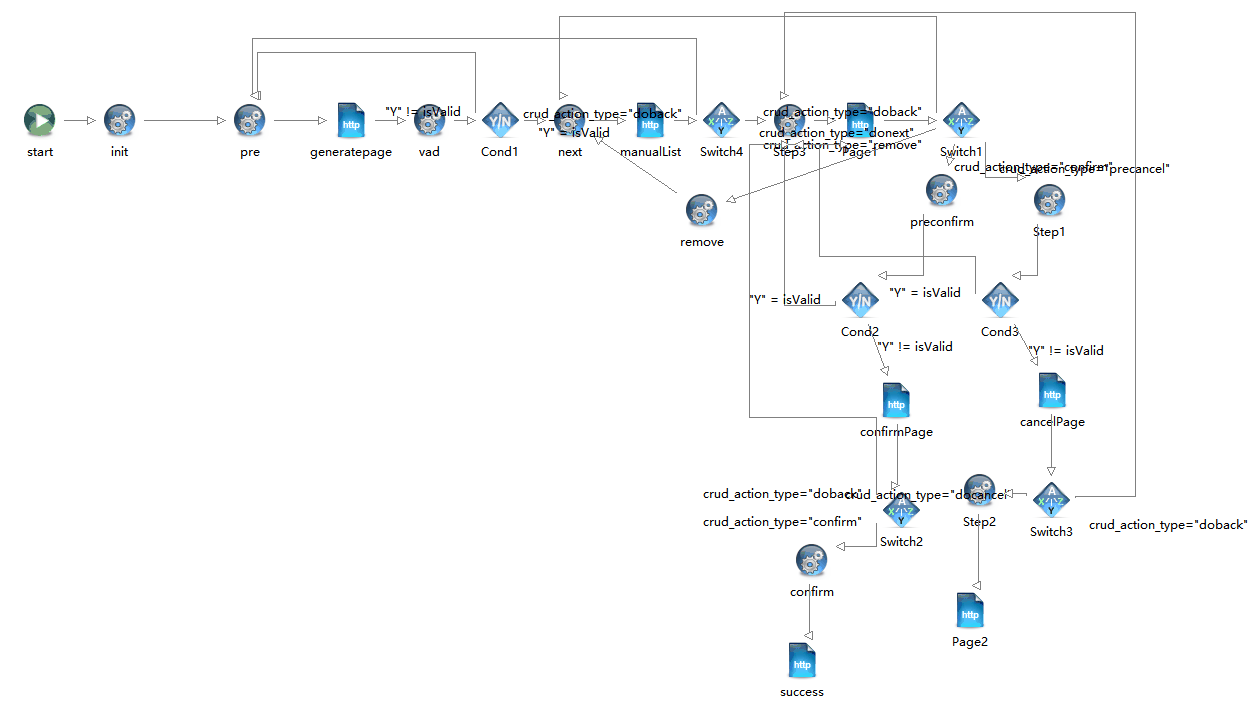 "Y" != isValid
crud_action_type="doback"
crud_action_type="doback"
"Y" = isValid
crud_action_type="donext"
crud_action_type="remove"
start
init
pre
http
generatepage
vad
Y/N
Cond1
next
http
manualList
A
X
Z
Y
Switch4
Step3
http
Page1
A
X
Z
Y
Switch1
crud_action_type="confirm"
crud_action_type="precancel"
remove
preconfirm
Step1
"Y" = isValid
Y/N
Cond2
"Y" = isValid
Y/N
Cond3
"Y" != isValid
"Y" != isValid
http
confirmPage
http
cancelPage
crud_action_type="doback"
crud_action_type="docancel"
crud_action_type="confirm"
A
X
Z
Y
Switch2
Step2
A
X
Z
Y
Switch3
crud_action_type="doback"
confirm
http
Page2
http
success